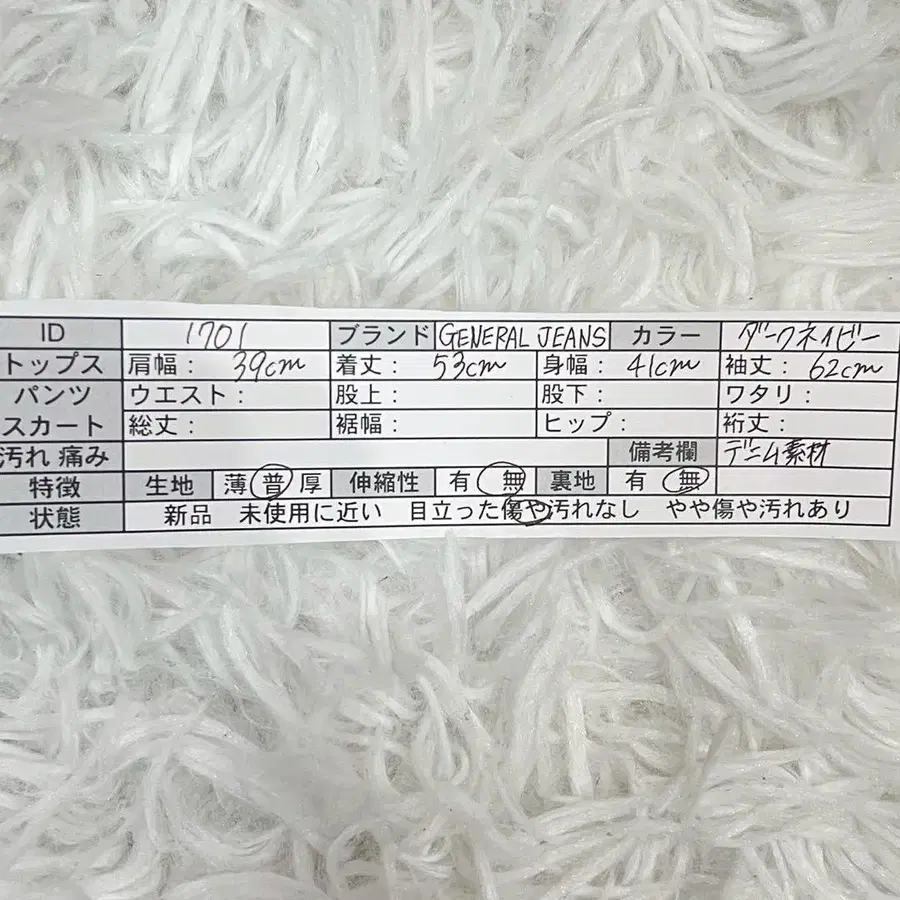 ID 1701 ブランド GENERAL JEANS カラー ダークネイビー
トップス 肩幅： 39cm 着丈： 53cm 身幅： 41cm 袖丈： 62cm
パンツ ウエスト： 股上： 股下： ワタリ：
スカート 総丈： 裾幅： ヒップ： 裄丈：
汚れ 痛み 備考欄 デニム素材
特徴 生地 薄 普 厚 伸縮性 有 無 裏地 有 無
状態 新品 未使用に近い 目立った傷や汚れなし やや傷や汚れあり